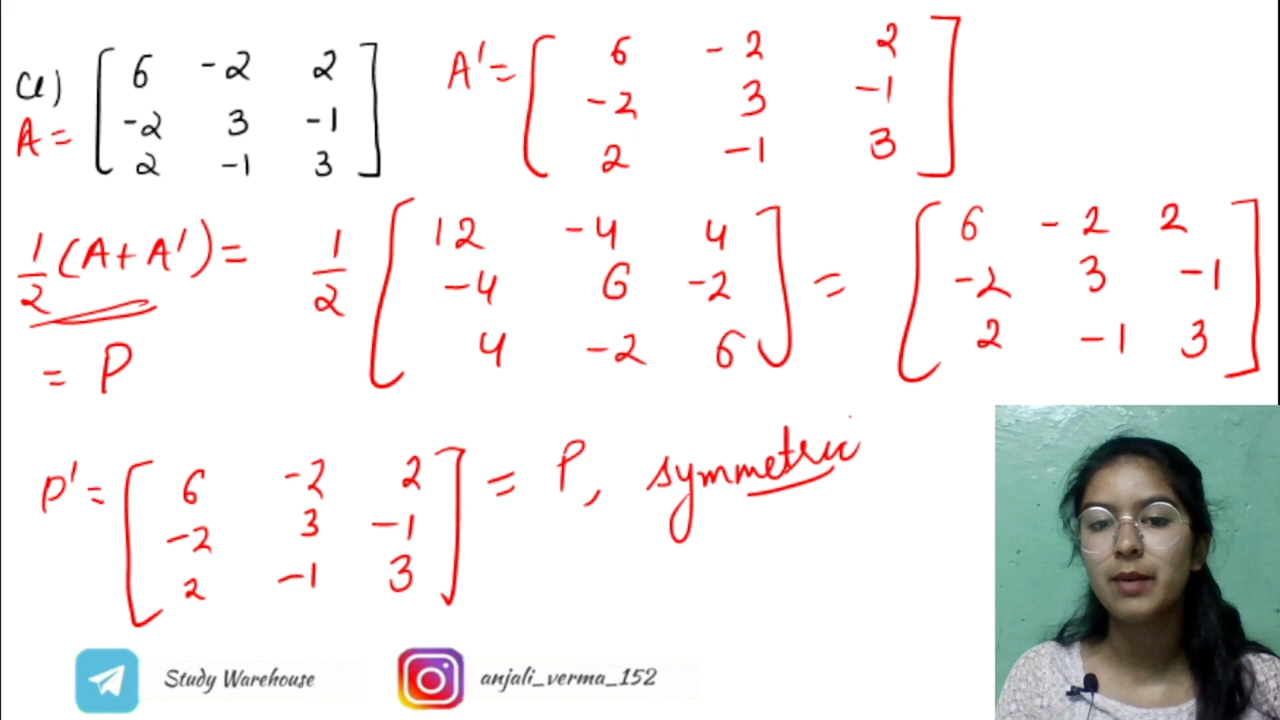 (ii) [ 6 -2 2 A' = [ 6 -2 2
A = -2 3 -1 -2 3 -1
2 -1 3 ] 2 -1 3 ]
1/2 (A + A') = 1/2 [ 12 -4 4 = [ 6 -2 2
-4 6 -2 -2 3 -1
= P 4 -2 6 ] 2 -1 3 ]
P' = [ 6 -2 2 = P, symmetric
-2 3 -1
2 -1 3 ]
Study Warehouse anjali_verma_152